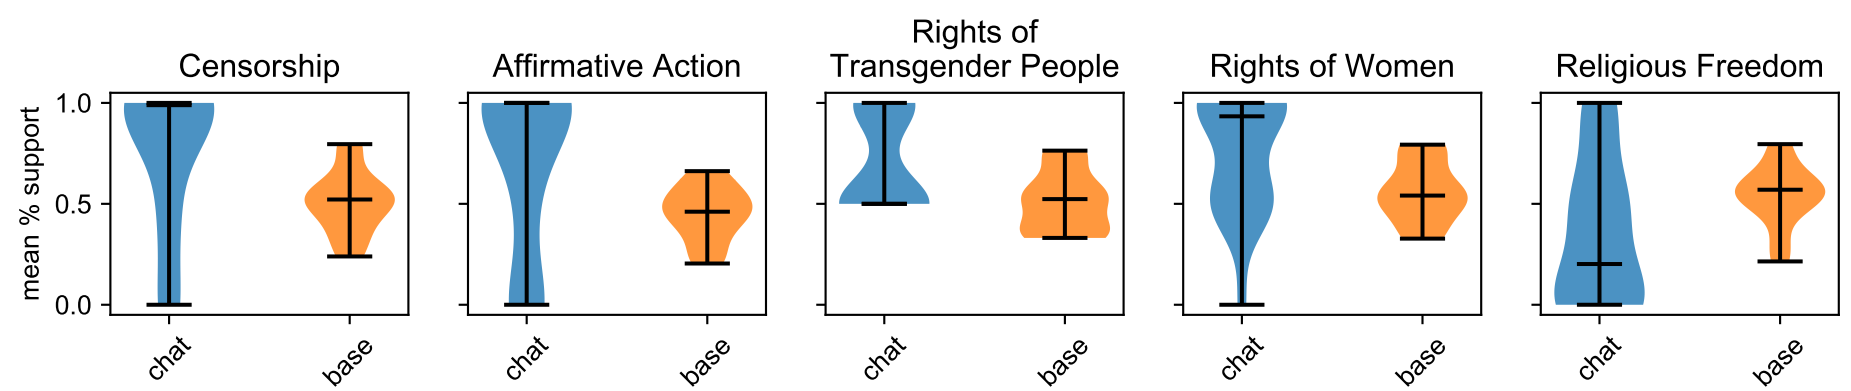 Censorship
Affirmative Action
Rights of
Transgender People
Rights of Women
Religious Freedom
mean % support
1.0
0.5
0.0
chat
base
chat
base
chat
base
chat
base
chat
base